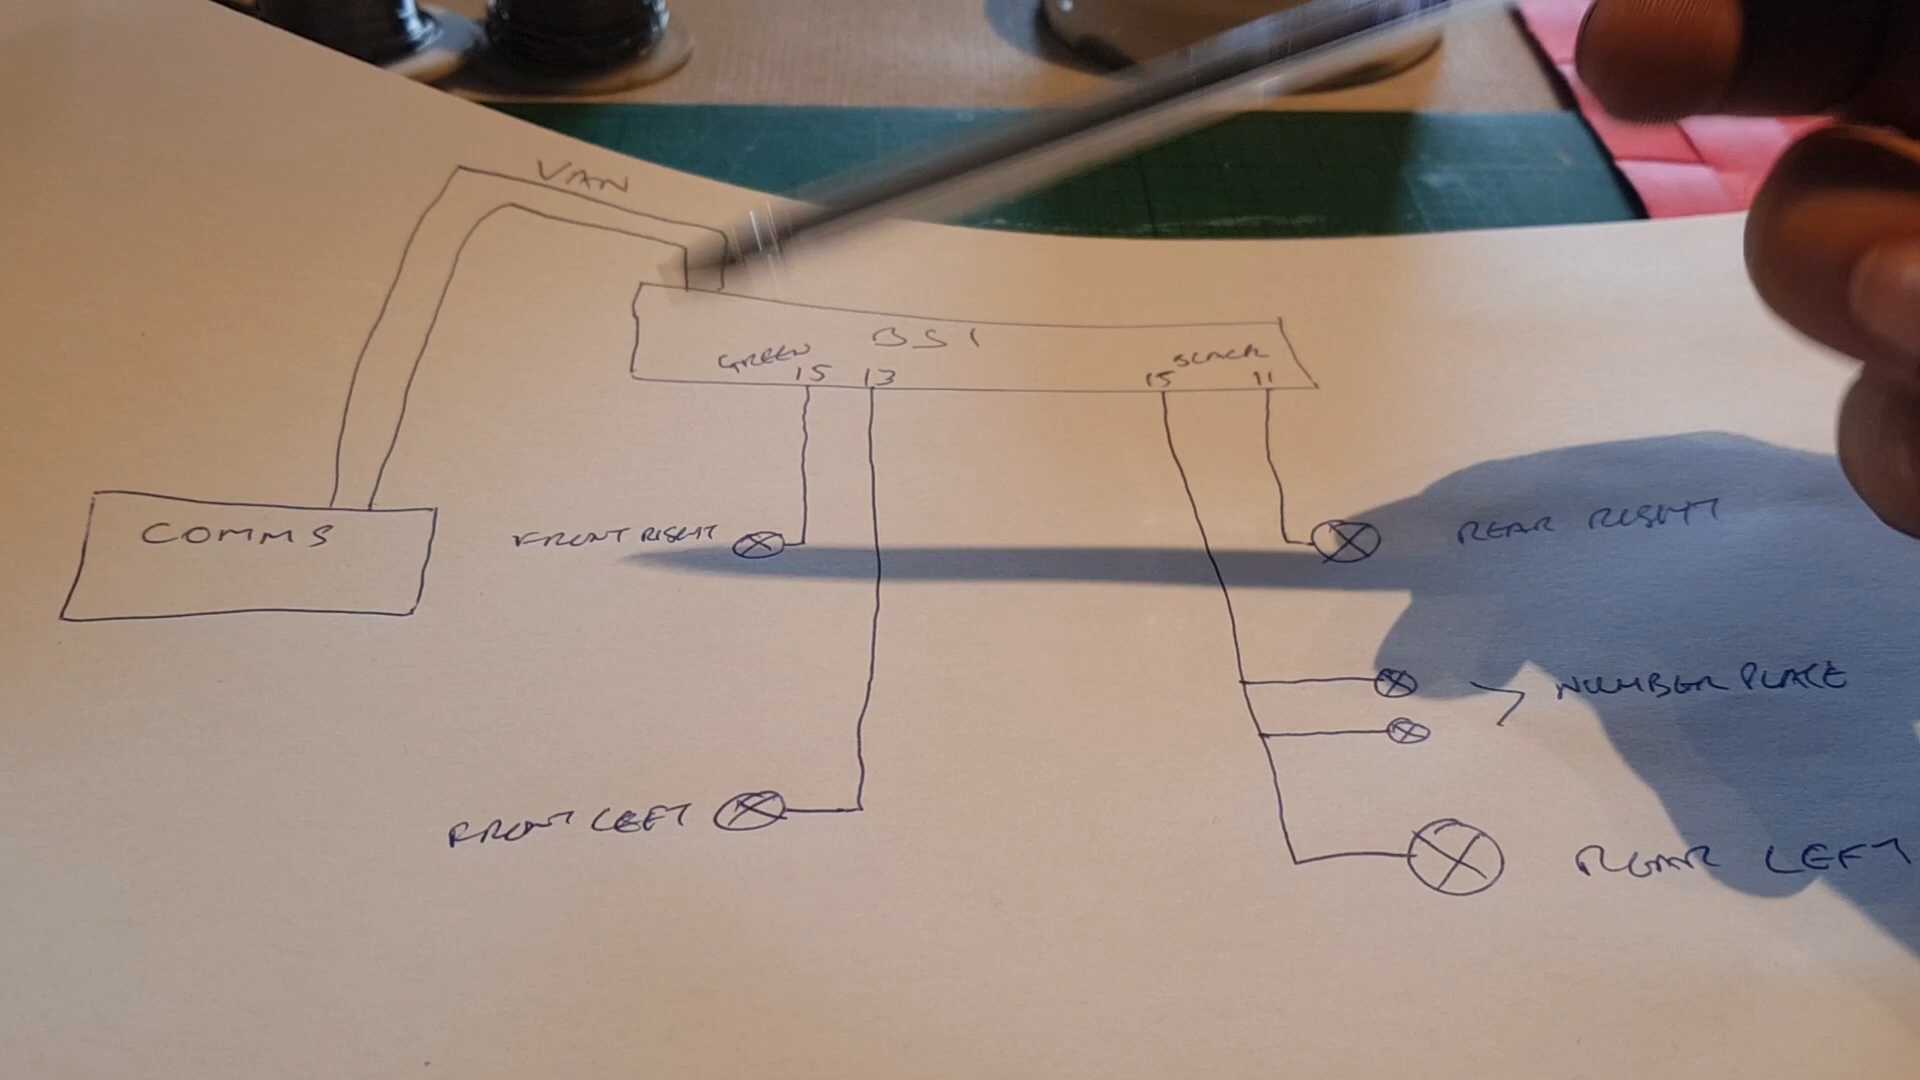 VAN
BSI
GREEN BLACK
15 13 15 11
COMMS
FRONT RIGHT
REAR RIGHT
NUMBER PLATE
FRONT LEFT
REAR LEFT